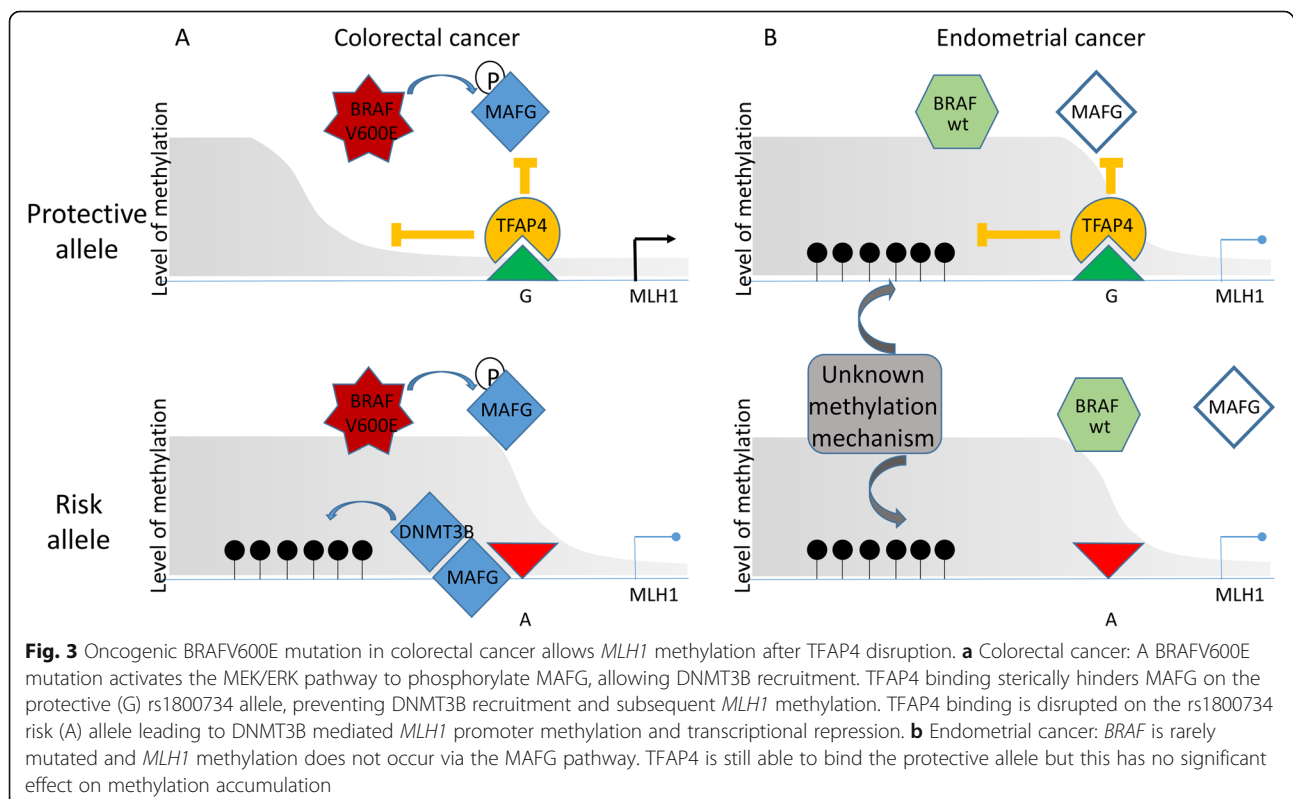 A
Colorectal cancer
B
Endometrial cancer
Protective
allele
Level of methylation
BRAF
V600E
P
MAFG
TFAP4
G
MLH1
Level of methylation
BRAF
wt
MAFG
TFAP4
G
MLH1
Unknown
methylation
mechanism
Risk
allele
Level of methylation
BRAF
V600E
P
MAFG
DNMT3B
MAFG
A
MLH1
Level of methylation
BRAF
wt
MAFG
A
MLH1
Fig. 3 Oncogenic BRAFV600E mutation in colorectal cancer allows MLH1 methylation after TFAP4 disruption. a Colorectal cancer: A BRAFV600E
mutation activates the MEK/ERK pathway to phosphorylate MAFG, allowing DNMT3B recruitment. TFAP4 binding sterically hinders MAFG on the
protective (G) rs1800734 allele, preventing DNMT3B recruitment and subsequent MLH1 methylation. TFAP4 binding is disrupted on the rs1800734
risk (A) allele leading to DNMT3B mediated MLH1 promoter methylation and transcriptional repression. b Endometrial cancer: BRAF is rarely
mutated and MLH1 methylation does not occur via the MAFG pathway. TFAP4 is still able to bind the protective allele but this has no significant
effect on methylation accumulation